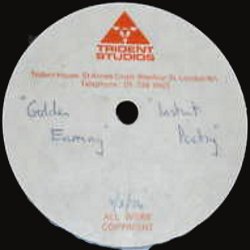 TRIDENT
STUDIOS
Trident House, St Annes Court, Wardour St, London W1.
Telephone: 01-734 9901
"Golden "Instant
Earring" Poetry"
ALL WORK
COPYRIGHT